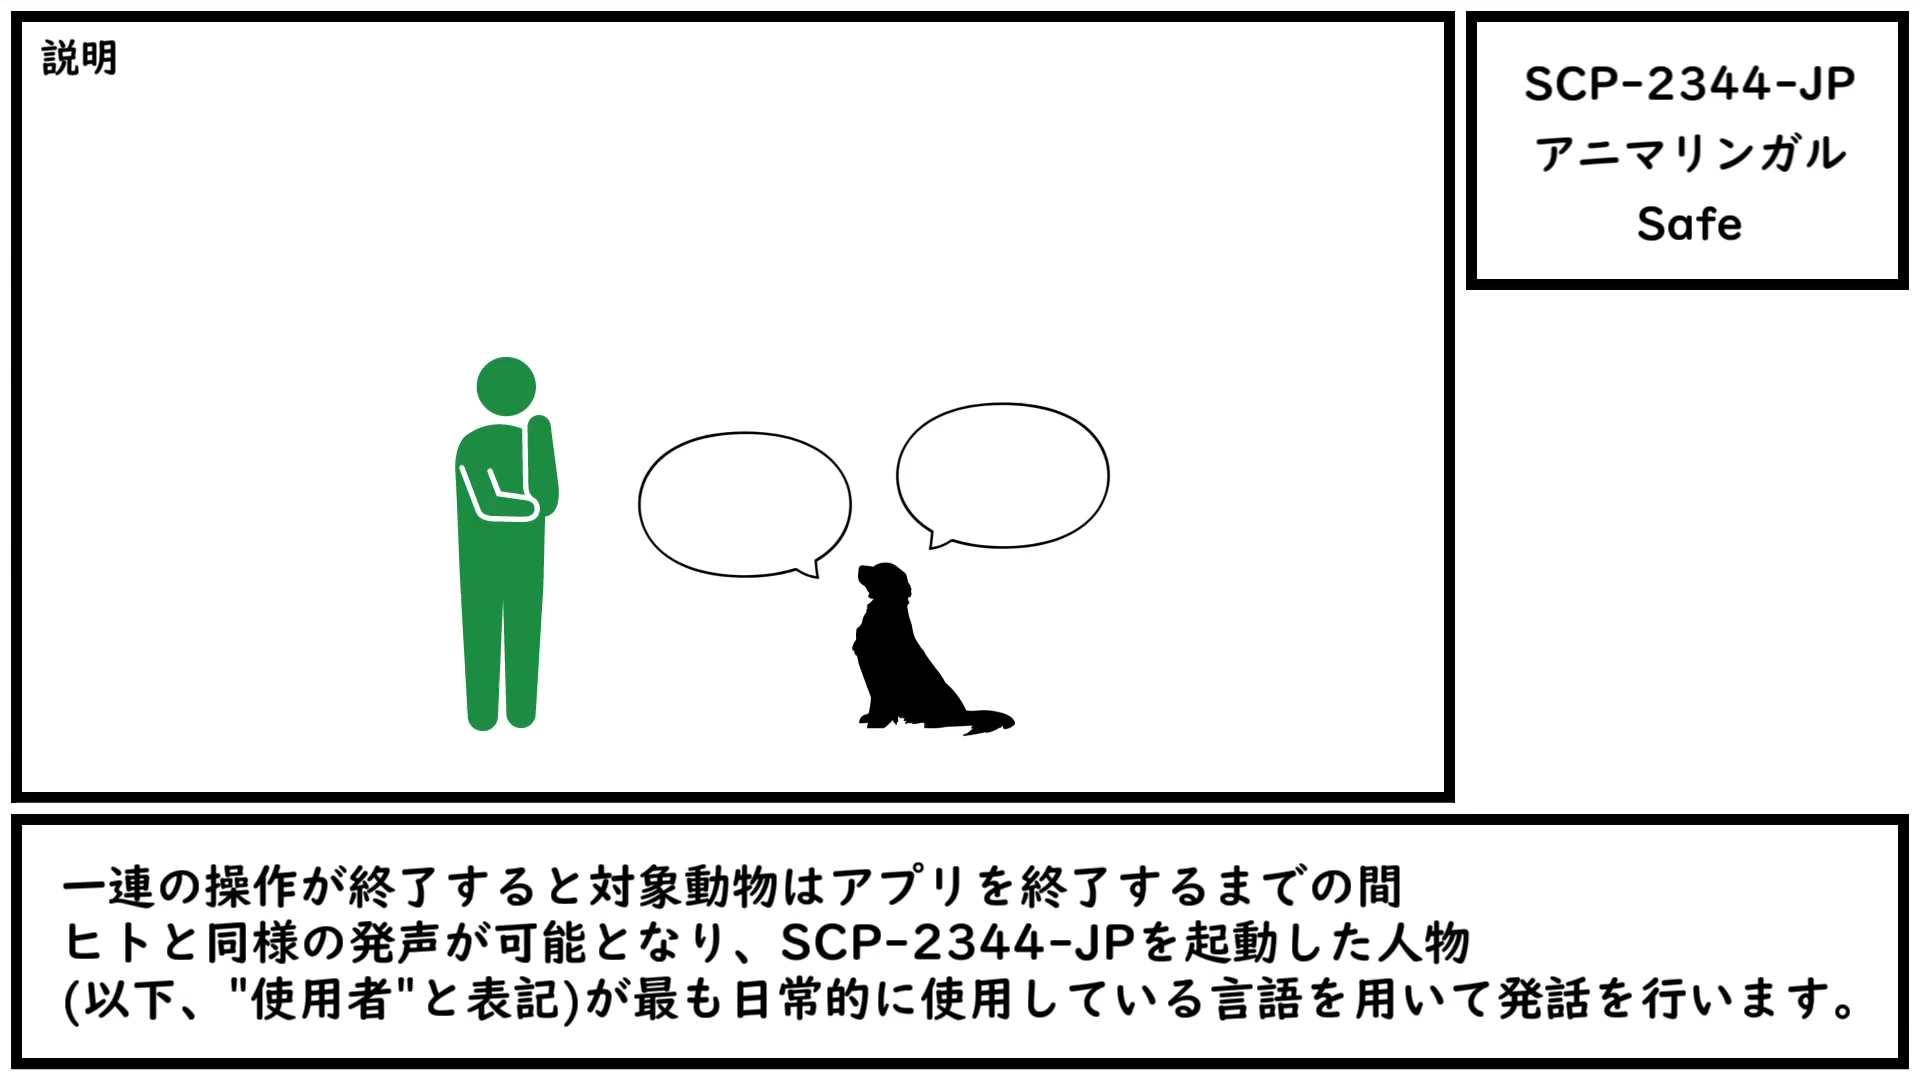 説明
SCP-2344-JP
アニマリンガル
Safe
一連の操作が終了すると対象動物はアプリを終了するまでの間
ヒトと同様の発声が可能となり、SCP-2344-JPを起動した人物
(以下、"使用者"と表記)が最も日常的に使用している言語を用いて発話を行います。